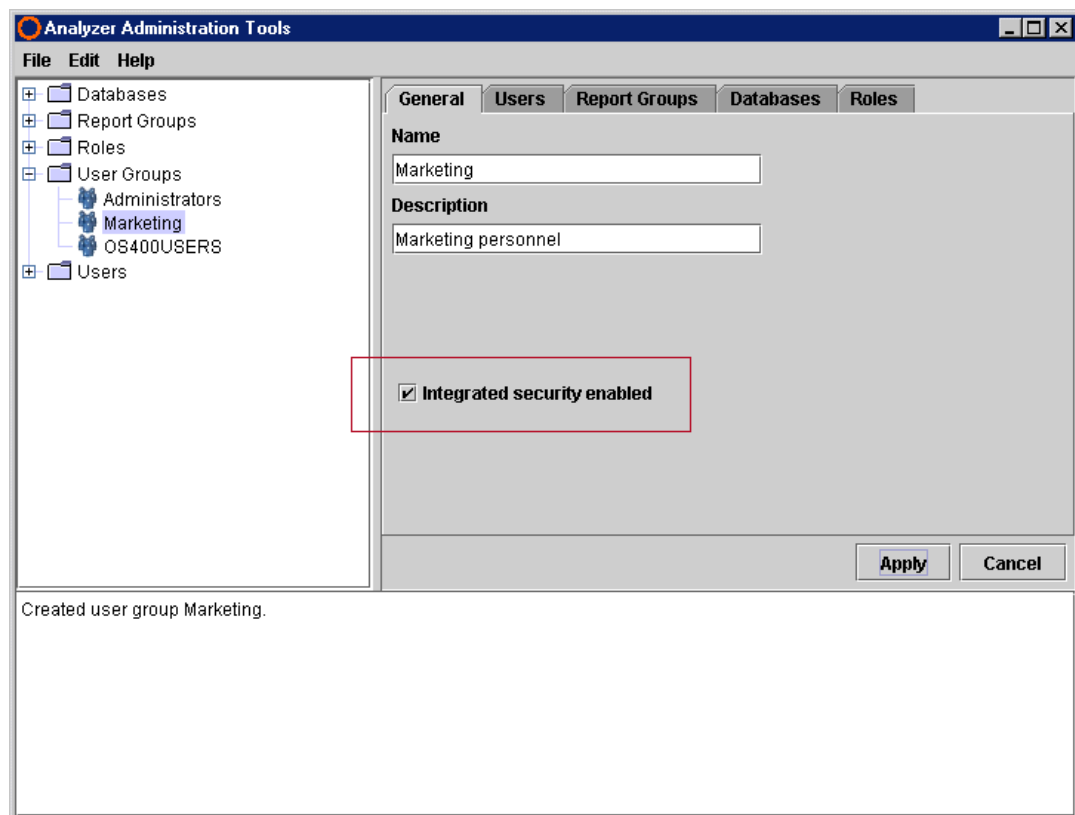 Analyzer Administration Tools
File Edit Help
Databases
Report Groups
Roles
User Groups
Administrators
Marketing
OS400USERS
Users
General Users Report Groups Databases Roles
Name
Marketing
Description
Marketing personnel
Integrated security enabled
Apply Cancel
Created user group Marketing.